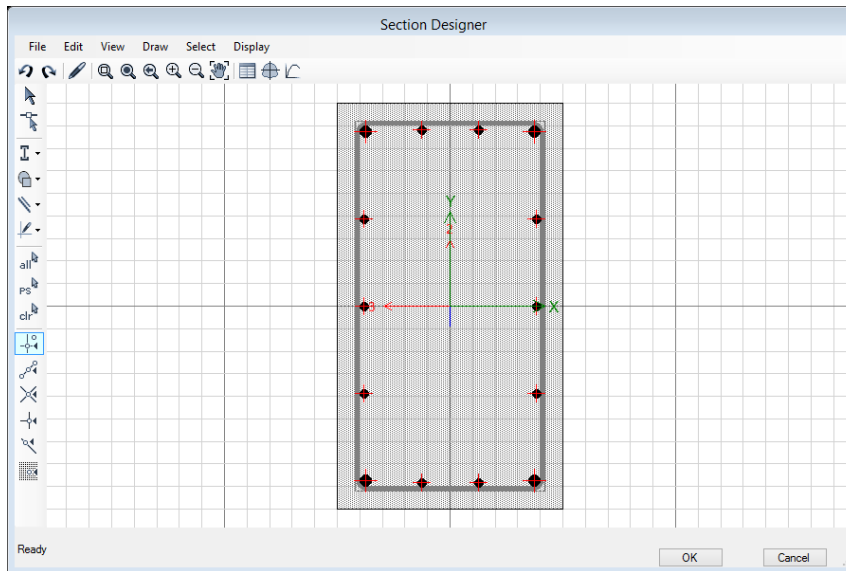 Section Designer
File Edit View Draw Select Display
all
PS
clr
Y
2
3
X
Ready
OK Cancel